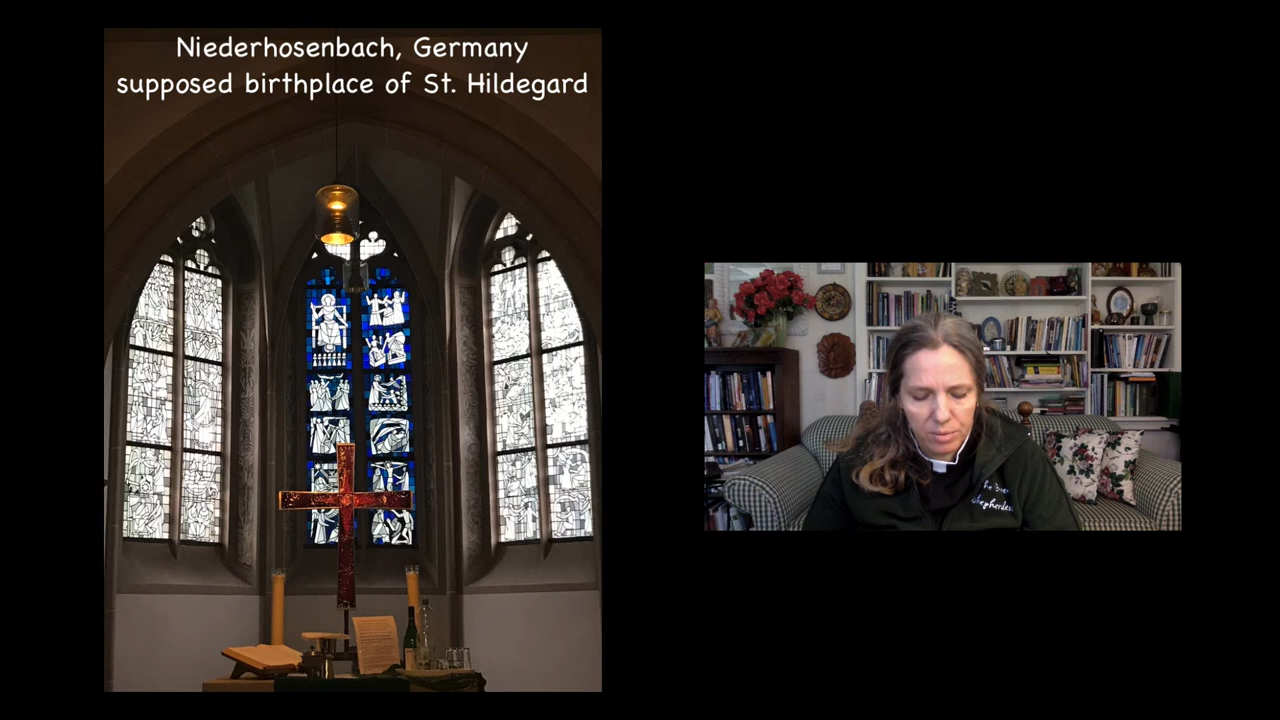 Niederhosenbach, Germany
supposed birthplace of St. Hildegard